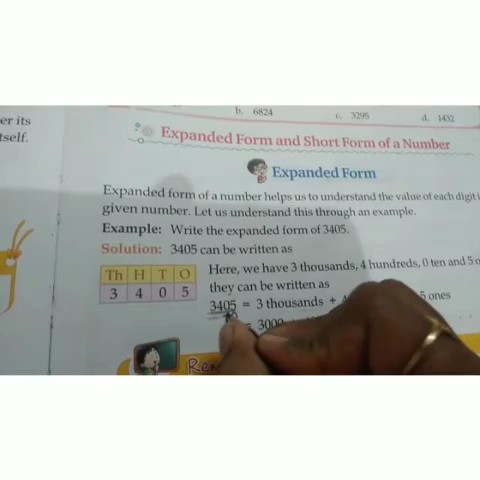 er its
b. 6824
c. 3295
d. 1432
tself.
Expanded Form and Short Form of a Number
Expanded Form
Expanded form of a number helps us to understand the value of each digit i
given number. Let us understand this through an example.
Example: Write the expanded form of 3405.
Solution: 3405 can be written as
Th H T O
3 4 0 5
Here, we have 3 thousands, 4 hundreds, 0 ten and 5 o
they can be written as
3405 = 3 thousands + 4 5 ones
= 3000 +
Rem